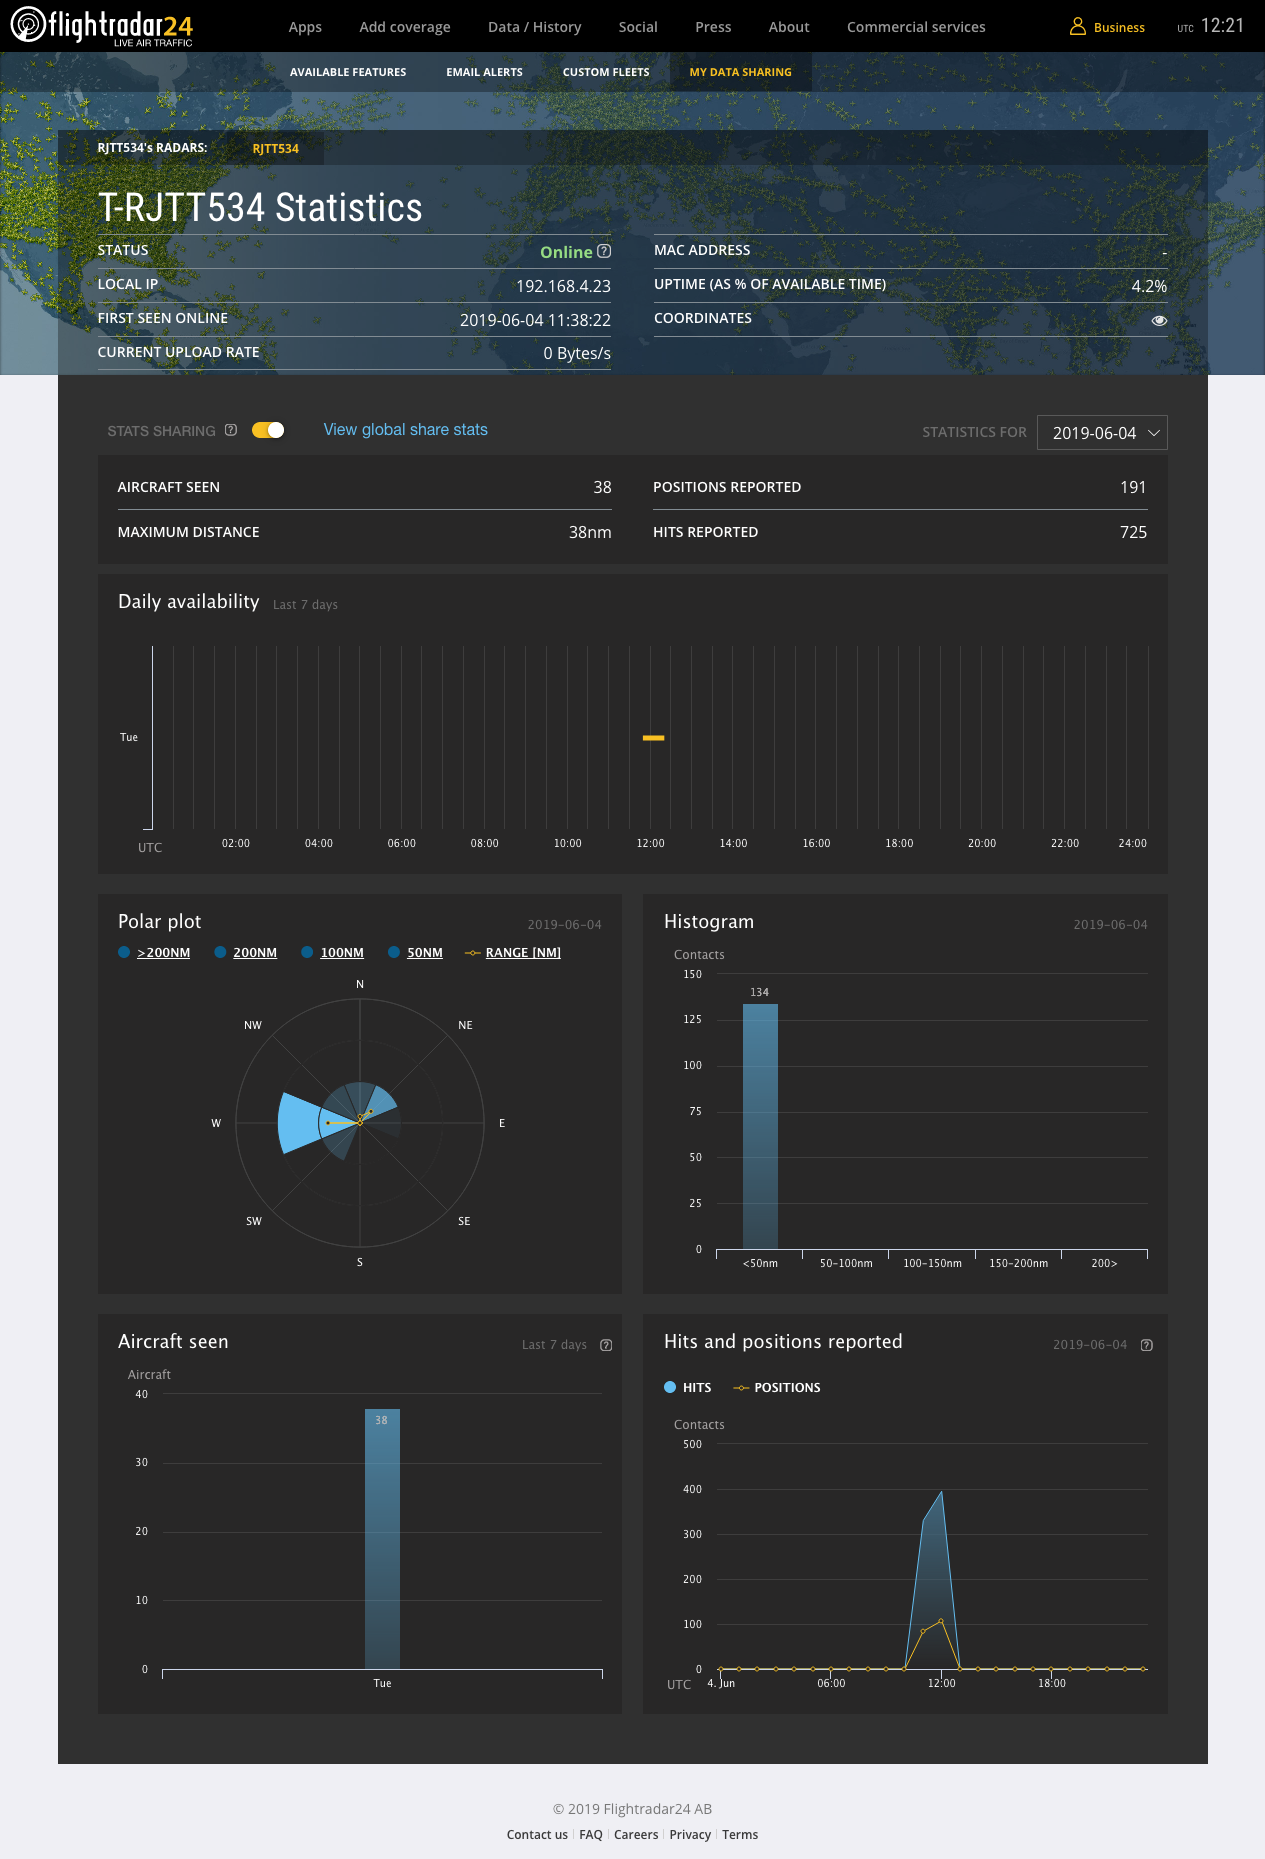 flightradar24
LIVE AIR TRAFFIC
Apps Add coverage Data / History Social Press About Commercial services Business UTC 12:21
AVAILABLE FEATURES EMAIL ALERTS CUSTOM FLEETS MY DATA SHARING
RJTT534's RADARS: RJTT534
T-RJTT534 Statistics
STATUS Online ?
MAC ADDRESS -
LOCAL IP 192.168.4.23
UPTIME (AS % OF AVAILABLE TIME) 4.2%
FIRST SEEN ONLINE 2019-06-04 11:38:22
COORDINATES
CURRENT UPLOAD RATE 0 Bytes/s
STATS SHARING ? View global share stats STATISTICS FOR 2019-06-04
AIRCRAFT SEEN 38 POSITIONS REPORTED 191
MAXIMUM DISTANCE 38nm HITS REPORTED 725
Daily availability Last 7 days
Tue
UTC 02:00 04:00 06:00 08:00 10:00 12:00 14:00 16:00 18:00 20:00 22:00 24:00
Polar plot 2019-06-04
>200NM 200NM 100NM 50NM RANGE [NM]
N
NW NE
W E
SW SE
S
Histogram 2019-06-04
Contacts
150
134
125
100
75
50
25
0
<50nm 50-100nm 100-150nm 150-200nm 200>
Aircraft seen Last 7 days ?
Aircraft
40
38
30
20
10
0
Tue
Hits and positions reported 2019-06-04 ?
HITS POSITIONS
Contacts
500
400
300
200
100
0
UTC 4. Jun 06:00 12:00 18:00
© 2019 Flightradar24 AB
Contact us FAQ Careers Privacy Terms